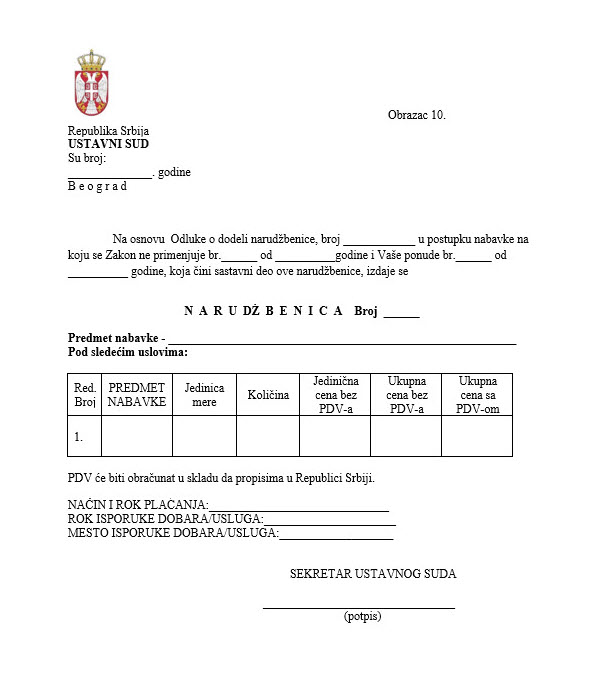 Obrazac 10.
Republika Srbija
USTAVNI SUD
Su broj:
______________. godine
B e o g r a d
Na osnovu Odluke o dodeli narudžbenice, broj ____________ u postupku nabavke na
koju se Zakon ne primenjuje br.______ od __________godine i Vaše ponude br.______ od
__________ godine, koja čini sastavni deo ove narudžbenice, izdaje se
N A R U DŽ B E N I C A Broj ______
Predmet nabavke - __________________________________________________________
Pod sledećim uslovima:
Red. Broj | PREDMET NABAVKE | Jedinica mere | Količina | Jedinična cena bez PDV-a | Ukupna cena bez PDV-a | Ukupna cena sa PDV-om
1.
PDV će biti obračunat u skladu da propisima u Republici Srbiji.
NAČIN I ROK PLAĆANJA:______________________________
ROK ISPORUKE DOBARA/USLUGA:______________________
MESTO ISPORUKE DOBARA/USLUGA:___________________
SEKRETAR USTAVNOG SUDA
________________________________
(potpis)